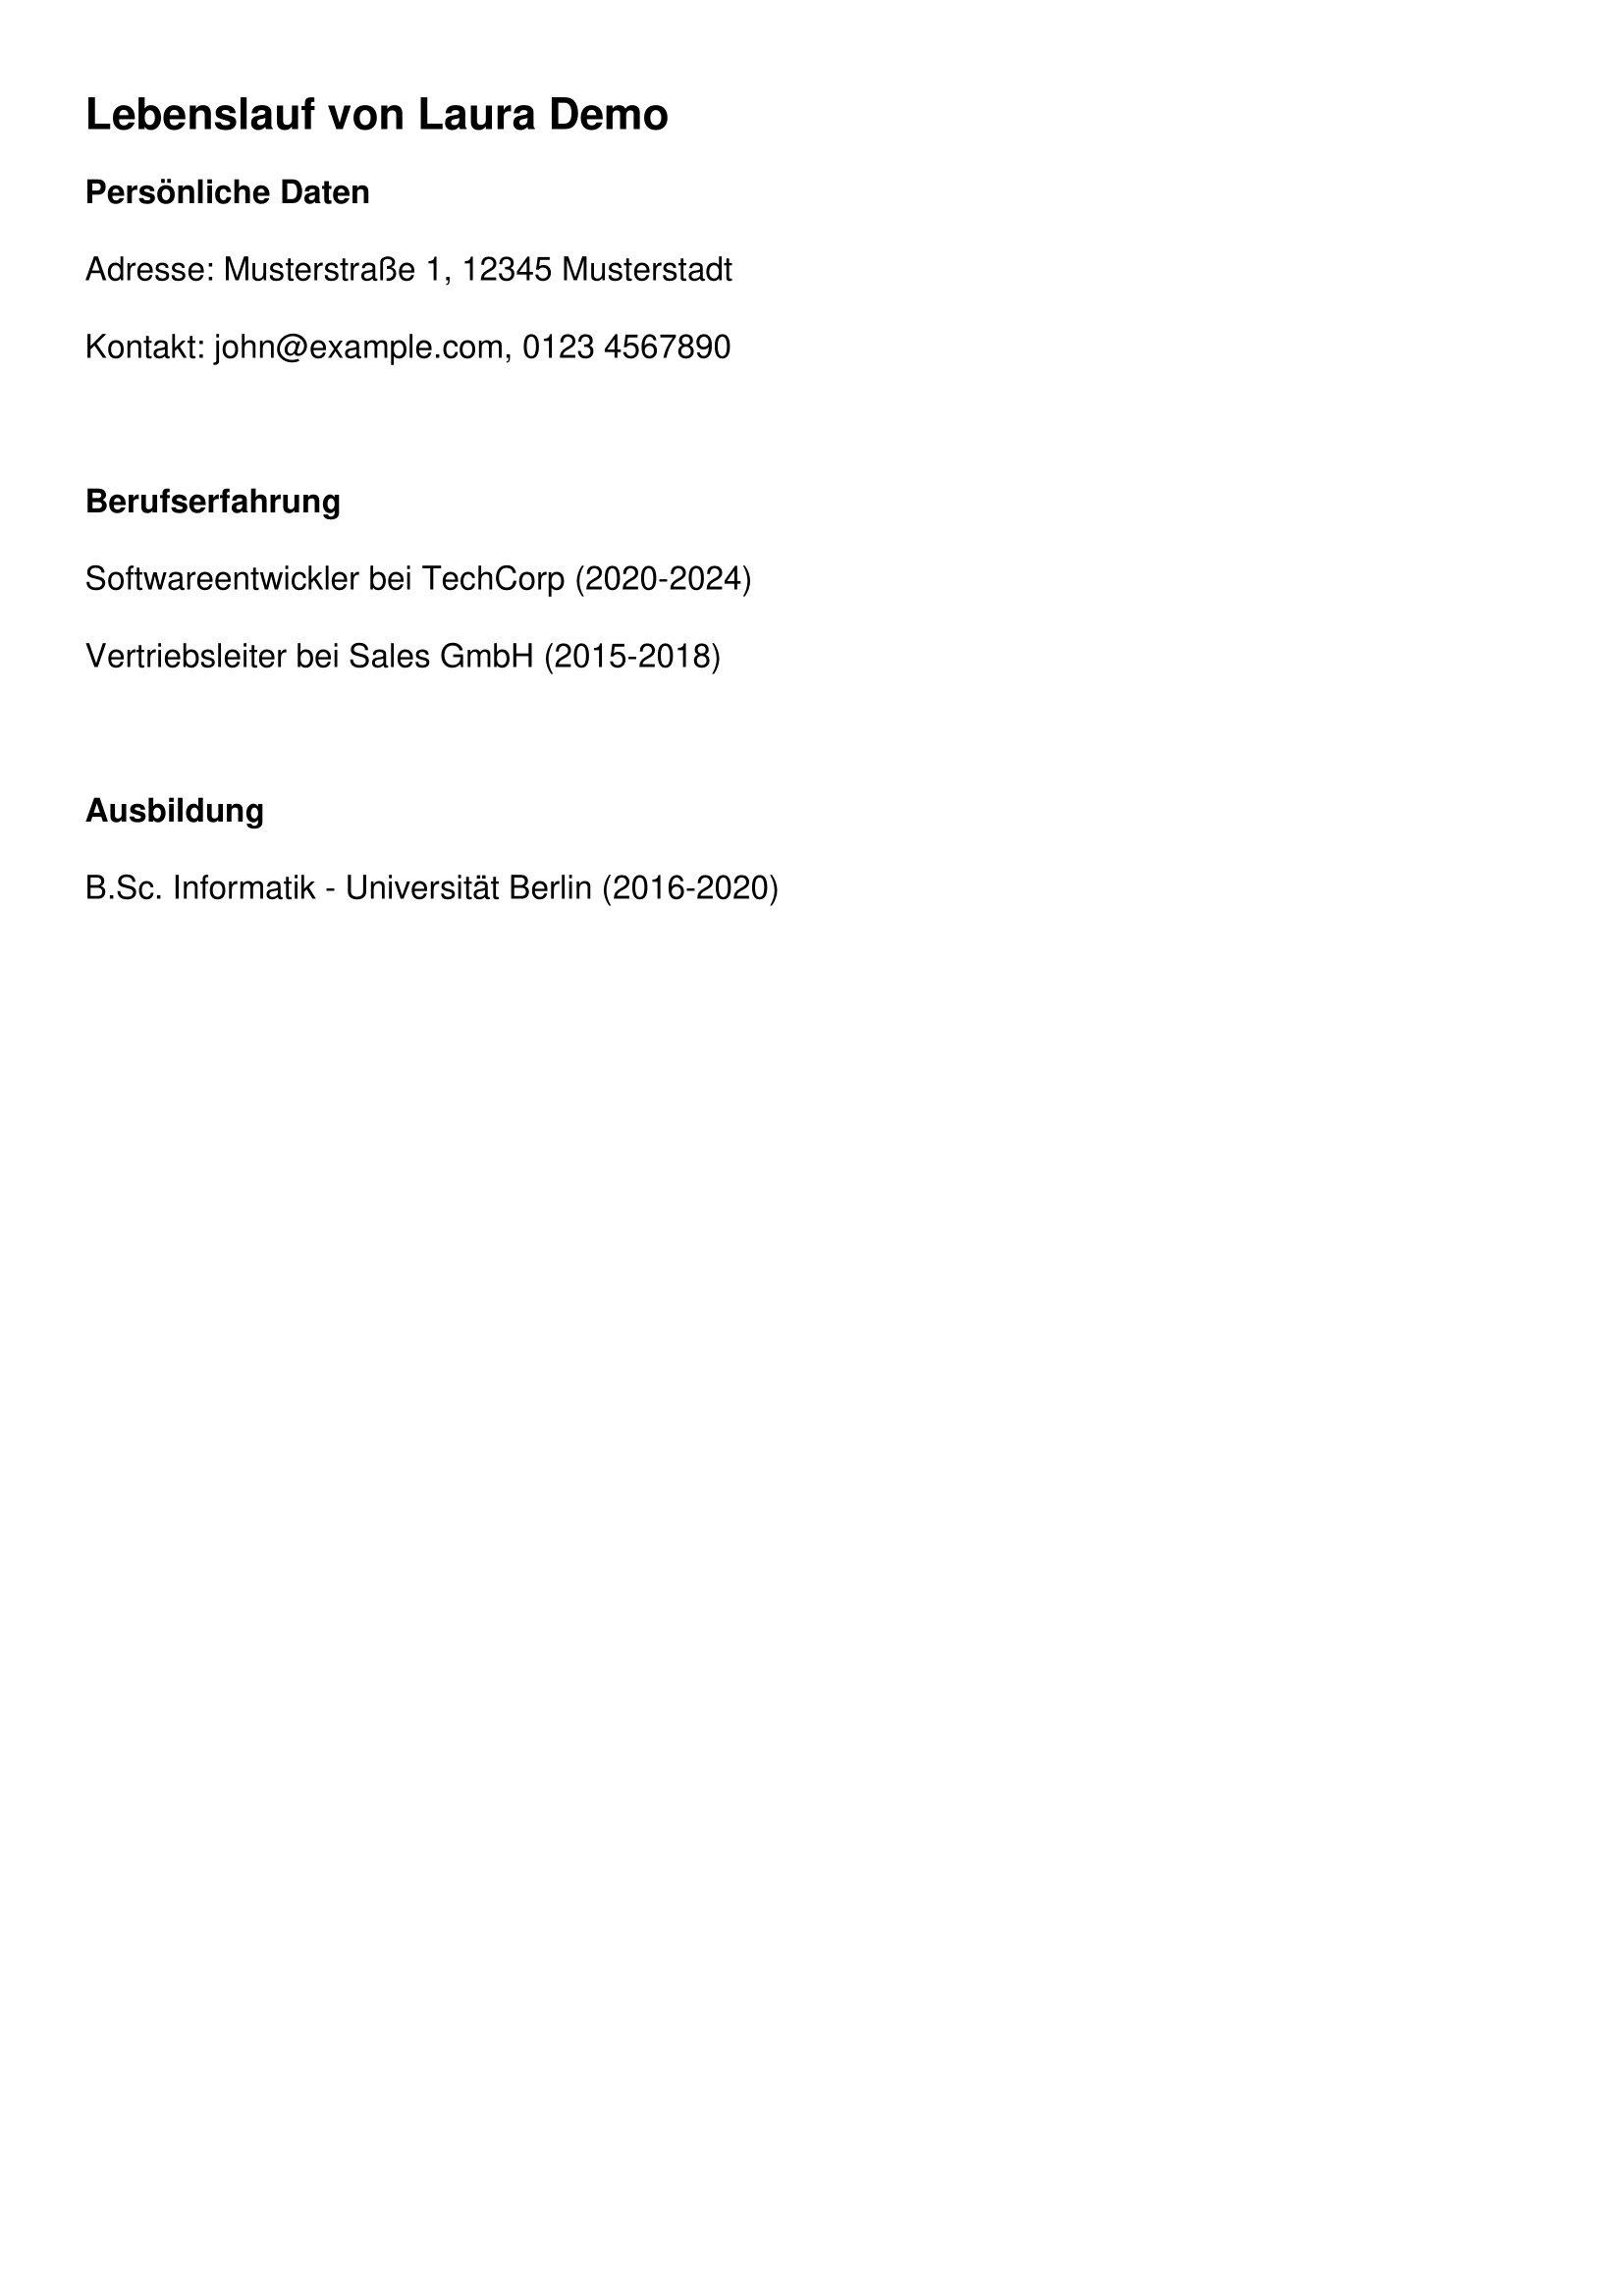 Lebenslauf von Laura Demo
Persönliche Daten
Adresse: Musterstraße 1, 12345 Musterstadt
Kontakt: john@example.com, 0123 4567890
Berufserfahrung
Softwareentwickler bei TechCorp (2020-2024)
Vertriebsleiter bei Sales GmbH (2015-2018)
Ausbildung
B.Sc. Informatik - Universität Berlin (2016-2020)